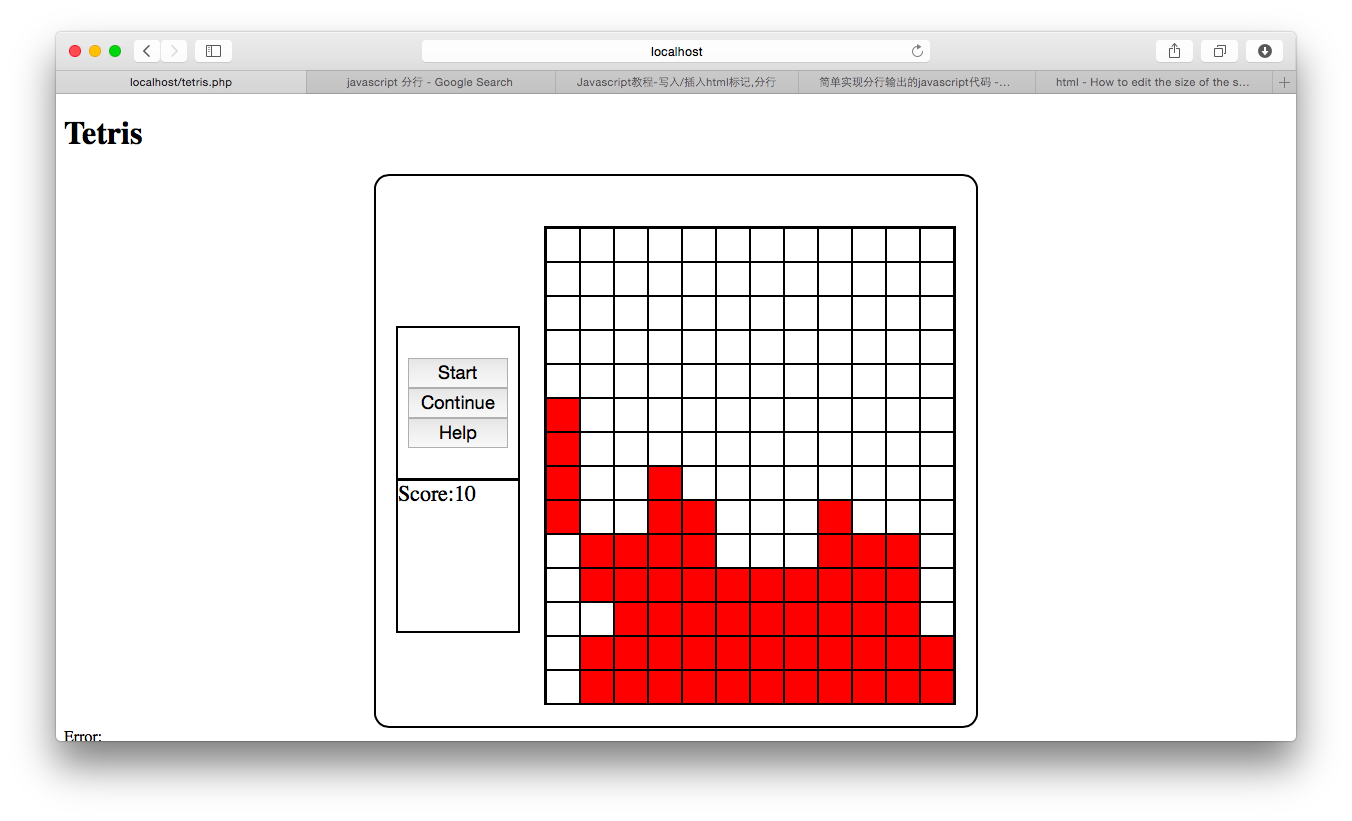 localhost
localhost/tetris.php
javascript 分行 - Google Search
Javascript教程-写入/插入html标记,分行
简单实现分行输出的javascript代码 -...
html - How to edit the size of the s...
Tetris
Start
Continue
Help
Score:10
Error: